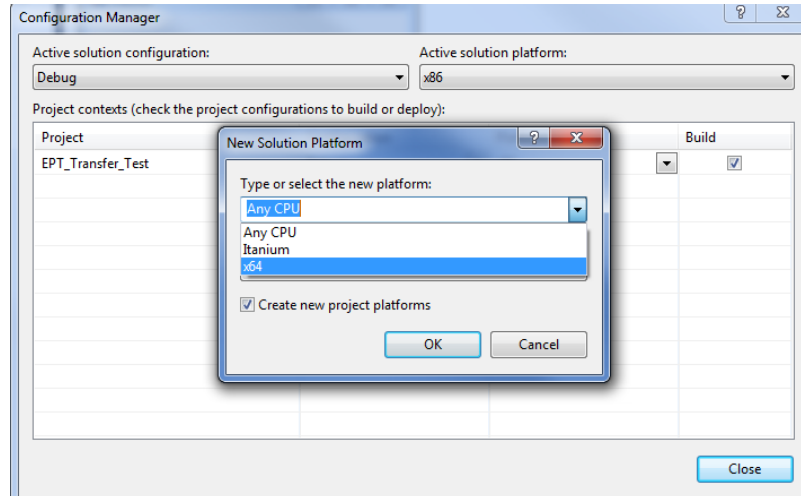 Configuration Manager
Active solution configuration:
Active solution platform:
Debug
x86
Project contexts (check the project configurations to build or deploy):
Project
Build
EPT_Transfer_Test
New Solution Platform
Type or select the new platform:
Any CPU
Any CPU
Itanium
x64
Create new project platforms
OK
Cancel
Close